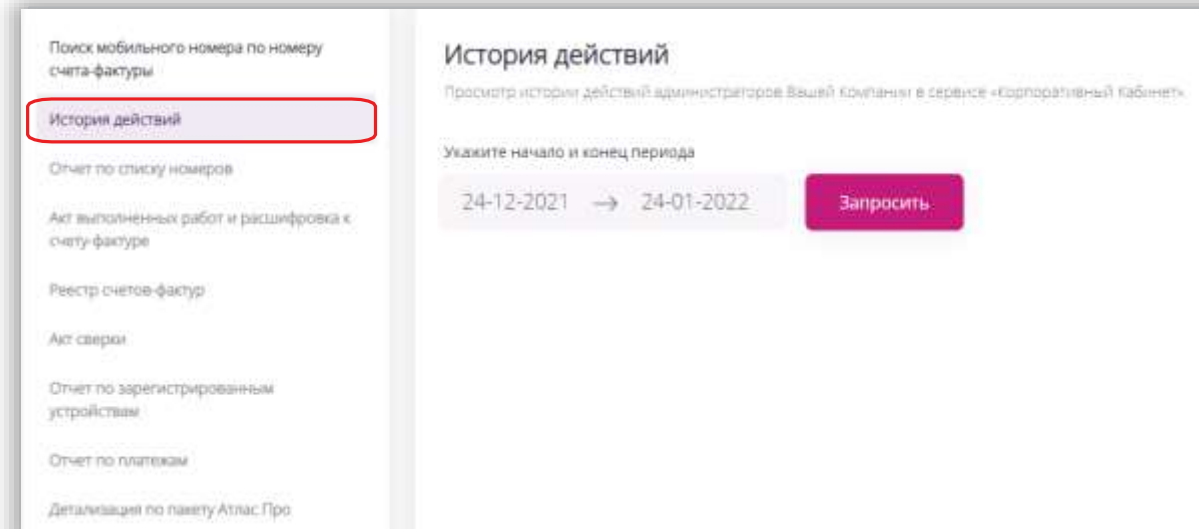 Поиск мобильного номера по номеру
счета-фактуры
История действий
Отчет по списку номеров
Акт выполненных работ и расшифровка к
счету-фактуре
Реестр счетов-фактур
Акт сверки
Отчет по зарегистрированным
устройствам
Отчет по платежам
Детализация по пакету Атлас Про
История действий
Просмотр истории действий администраторов Вашей Компании в сервисе «Корпоративный Кабинет».
Укажите начало и конец периода
24-12-2021 → 24-01-2022
Запросить